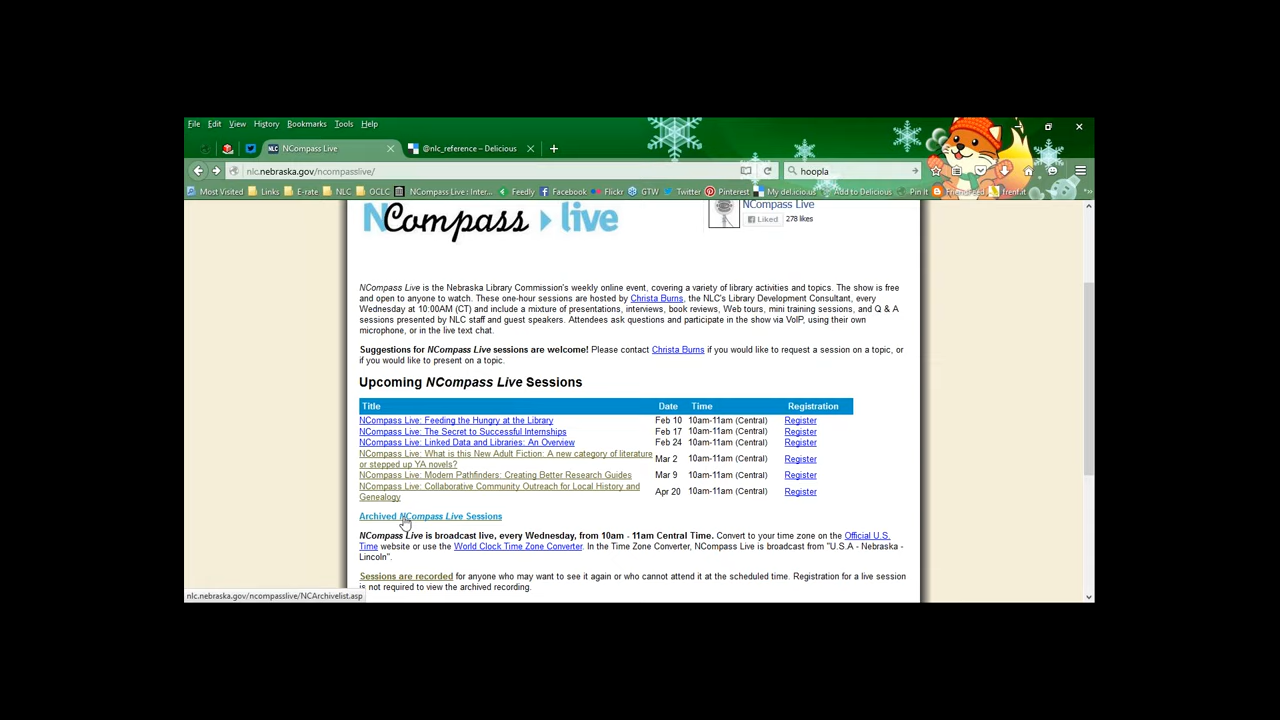 File Edit View History Bookmarks Tools Help
NLC NCompass Live × @nlc_reference – Delicious × +
nlc.nebraska.gov/ncompasslive/ hoopla
Most Visited Links E-rate NLC OCLC NCompass Live : Inter... Feedly Facebook Flickr GTW Twitter Pinterest My del.icio.us Add to Delicious Pin It FriendFeed frenf.it
NCompass live
NCompass Live
Liked 278 likes
NCompass Live is the Nebraska Library Commission's weekly online event, covering a variety of library activities and topics. The show is free
and open to anyone to watch. These one-hour sessions are hosted by Christa Burns, the NLC's Library Development Consultant, every
Wednesday at 10:00AM (CT) and include a mixture of presentations, interviews, book reviews, Web tours, mini training sessions, and Q & A
sessions presented by NLC staff and guest speakers. Attendees ask questions and participate in the show via VoIP, using their own
microphone, or in the live text chat.
Suggestions for NCompass Live sessions are welcome! Please contact Christa Burns if you would like to request a session on a topic, or
if you would like to present on a topic.
Upcoming NCompass Live Sessions
Title Date Time Registration
NCompass Live: Feeding the Hungry at the Library Feb 10 10am-11am (Central) Register
NCompass Live: The Secret to Successful Internships Feb 17 10am-11am (Central) Register
NCompass Live: Linked Data and Libraries: An Overview Feb 24 10am-11am (Central) Register
NCompass Live: What is this New Adult Fiction: A new category of literature
or stepped up YA novels? Mar 2 10am-11am (Central) Register
NCompass Live: Modern Pathfinders: Creating Better Research Guides Mar 9 10am-11am (Central) Register
NCompass Live: Collaborative Community Outreach for Local History and
Genealogy Apr 20 10am-11am (Central) Register
Archived NCompass Live Sessions
NCompass Live is broadcast live, every Wednesday, from 10am - 11am Central Time. Convert to your time zone on the Official U.S.
Time website or use the World Clock Time Zone Converter. In the Time Zone Converter, NCompass Live is broadcast from "U.S.A - Nebraska -
Lincoln".
Sessions are recorded for anyone who may want to see it again or who cannot attend it at the scheduled time. Registration for a live session
is not required to view the archived recording.
nlc.nebraska.gov/ncompasslive/NCArchivelist.asp